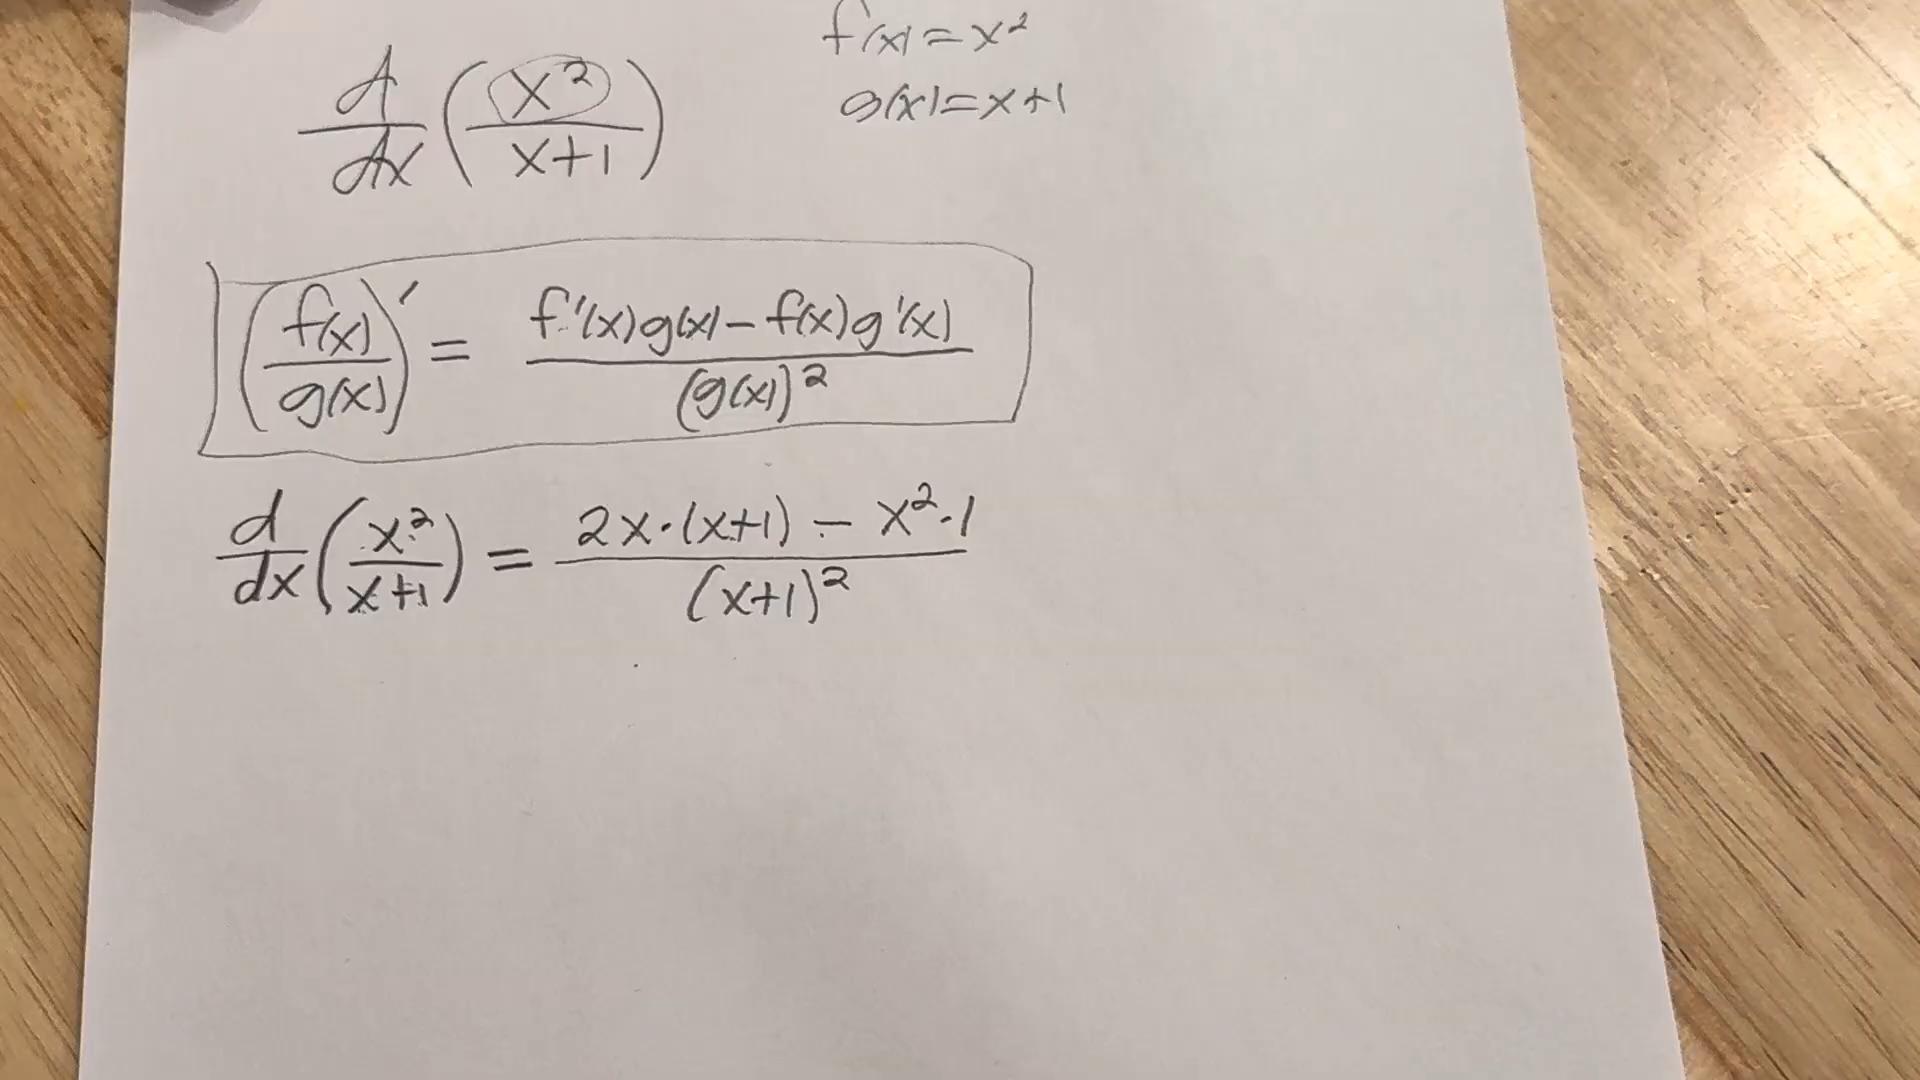 d/dx (x²/(x+1))
f(x)=x²
g(x)=x+1
(f(x)/g(x))' = (f'(x)g(x) - f(x)g'(x))/(g(x))²
d/dx (x²/(x+1)) = (2x·(x+1) - x²·1)/(x+1)²